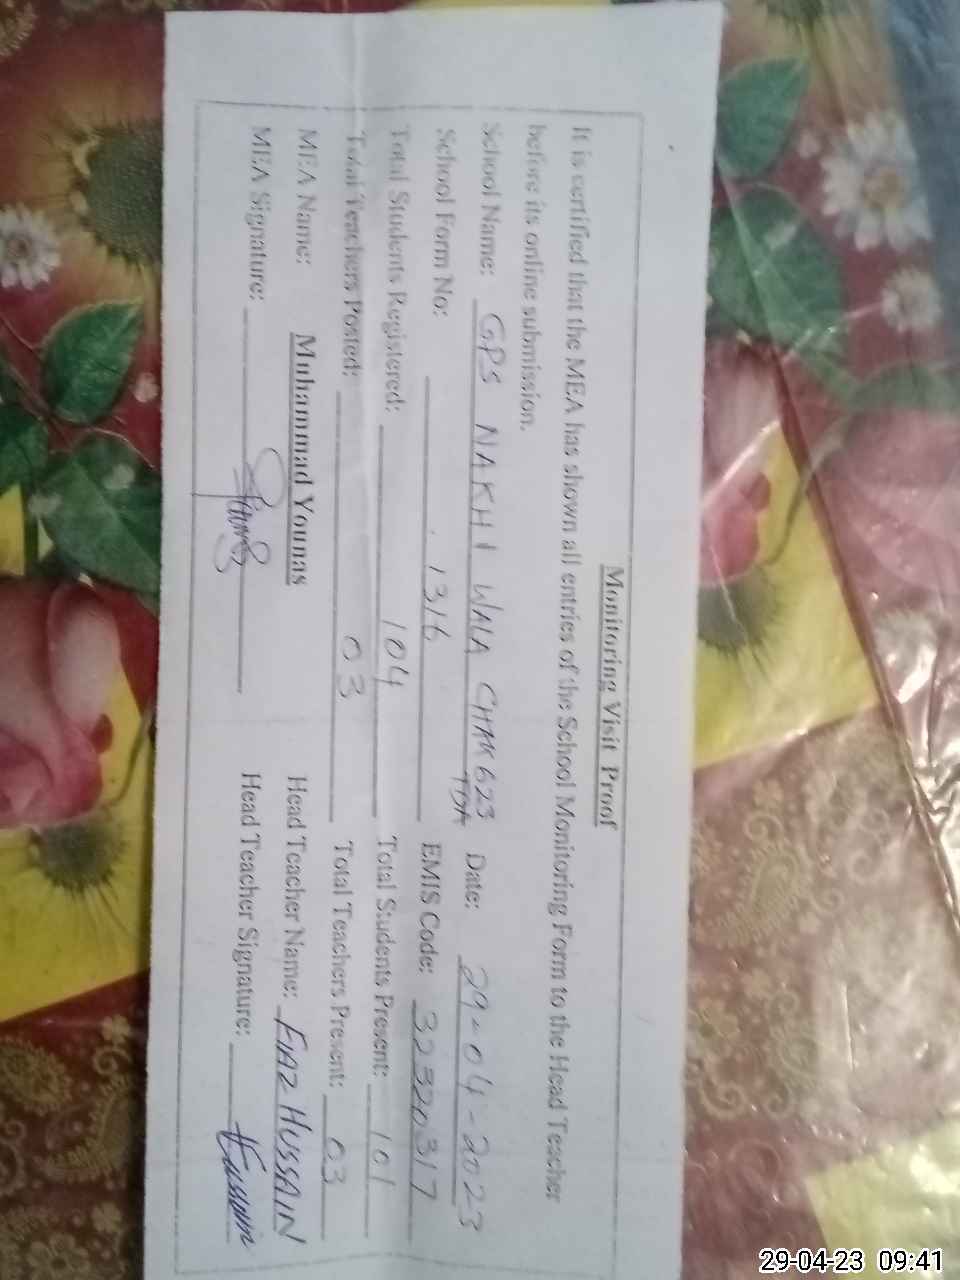 Monitoring Visit Proof
It is certified that the MEA has shown all entries of the School Monitoring Form to the Head Teacher
before its online submission.
School Name: GPS NAKHI WALA CHAK 623 TDA Date: 29-04-2023
School Form No: 1316 EMIS Code: 32320317
Total Students Registered: 104 Total Students Present: 101
Total Teachers Posted: 03 Total Teachers Present: 03
MEA Name: Muhammad Younas Head Teacher Name: FIAZ HUSSAIN
MEA Signature: Younas Head Teacher Signature: Hussain
29-04-23 09:41